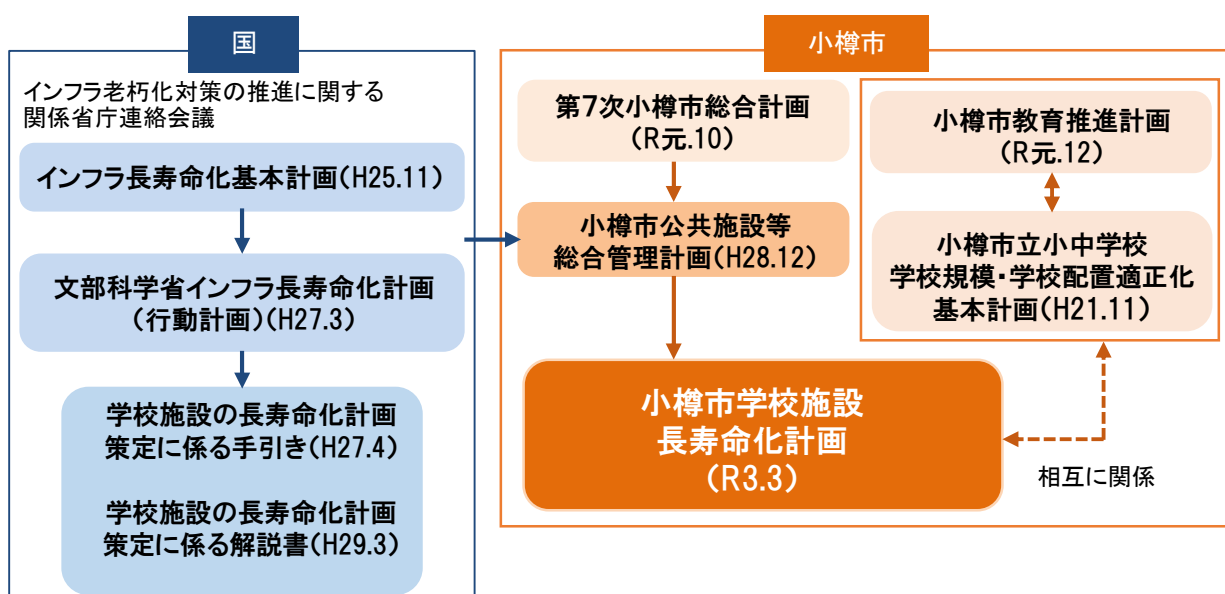 国
インフラ老朽化対策の推進に関する
関係省庁連絡会議
インフラ長寿命化基本計画(H25.11)
文部科学省インフラ長寿命化計画
(行動計画)(H27.3)
学校施設の長寿命化計画
策定に係る手引き(H27.4)
学校施設の長寿命化計画
策定に係る解説書(H29.3)
小樽市
第7次小樽市総合計画
(R元.10)
小樽市公共施設等
総合管理計画(H28.12)
小樽市教育推進計画
(R元.12)
小樽市立小中学校
学校規模・学校配置適正化
基本計画(H21.11)
小樽市学校施設
長寿命化計画
(R3.3)
相互に関係